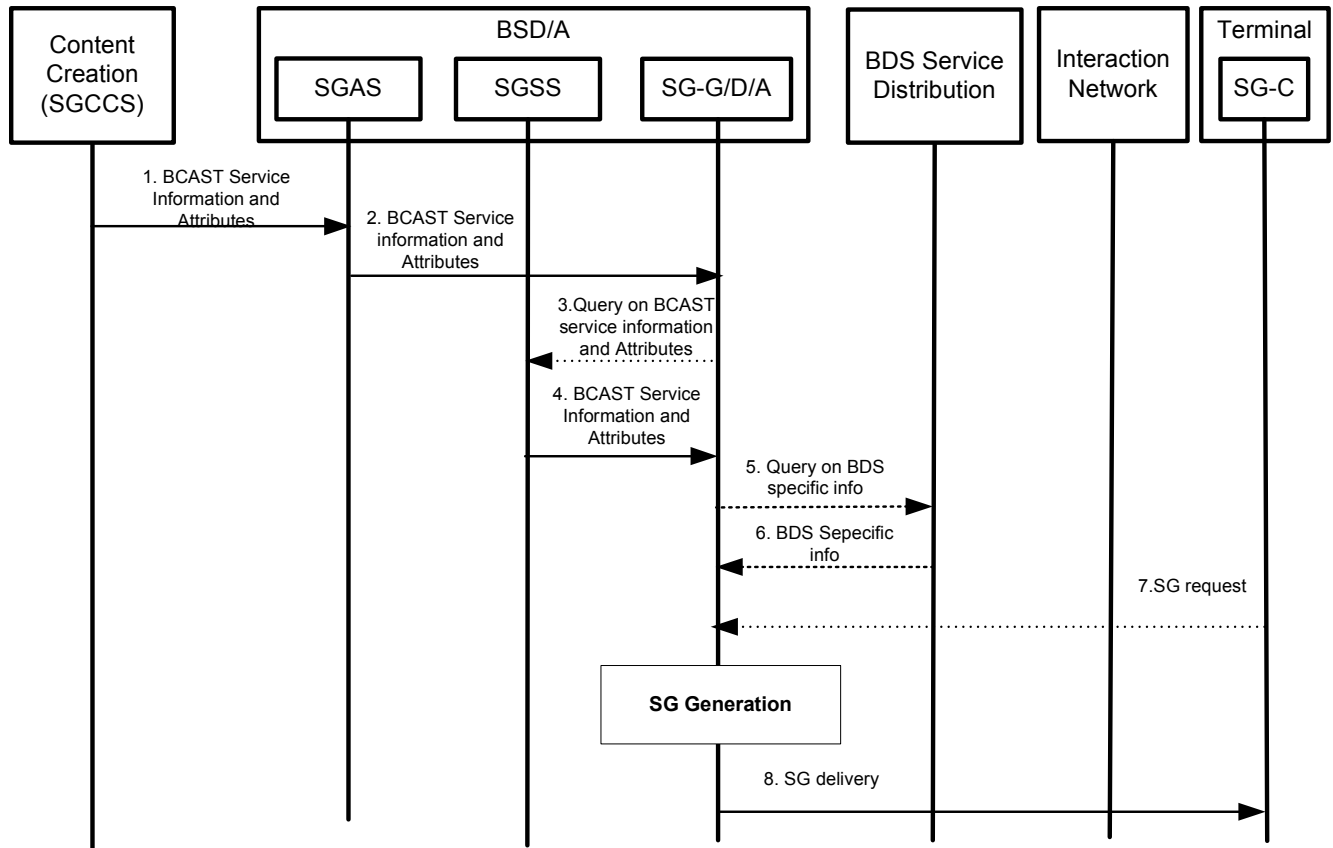 Content
Creation
(SGCCS)
BSD/A
SGAS
SGSS
SG-G/D/A
BDS Service
Distribution
Interaction
Network
Terminal
SG-C
1. BCAST Service
Information and
Attributes
2. BCAST Service
information and
Attributes
3.Query on BCAST
service information
and Attributes
4. BCAST Service
Information and
Attributes
5. Query on BDS
specific info
6. BDS Sepecific
info
7.SG request
SG Generation
8. SG delivery